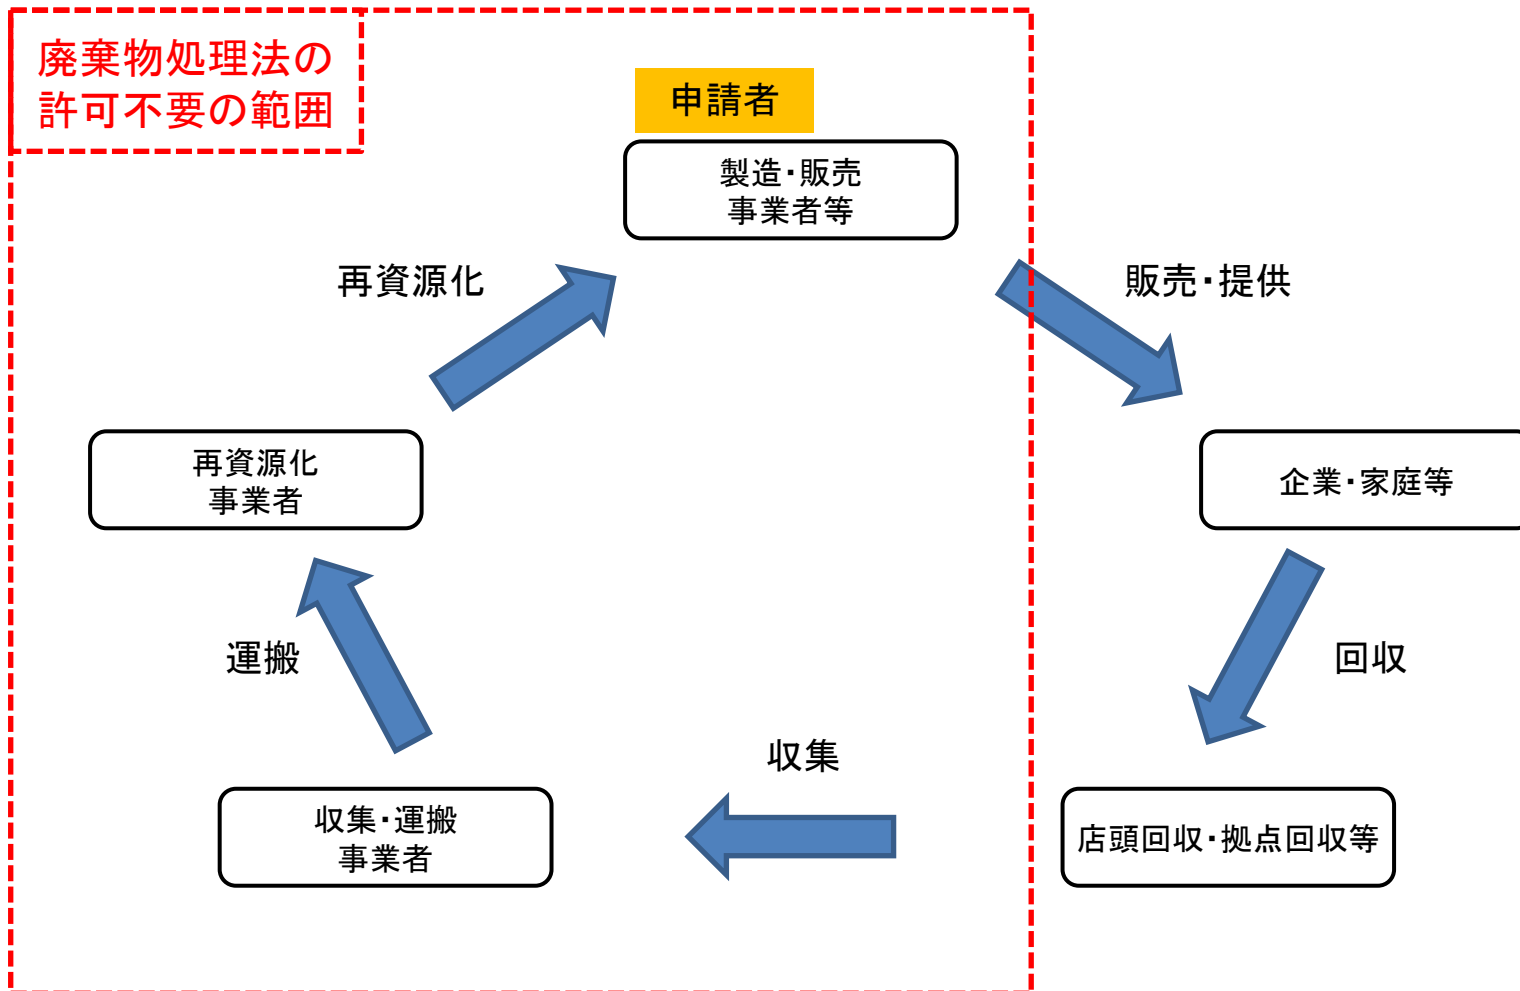 廃棄物処理法の
許可不要の範囲
申請者
製造・販売
事業者等
再資源化
販売・提供
再資源化
事業者
企業・家庭等
運搬
回収
収集
収集・運搬
事業者
店頭回収・拠点回収等